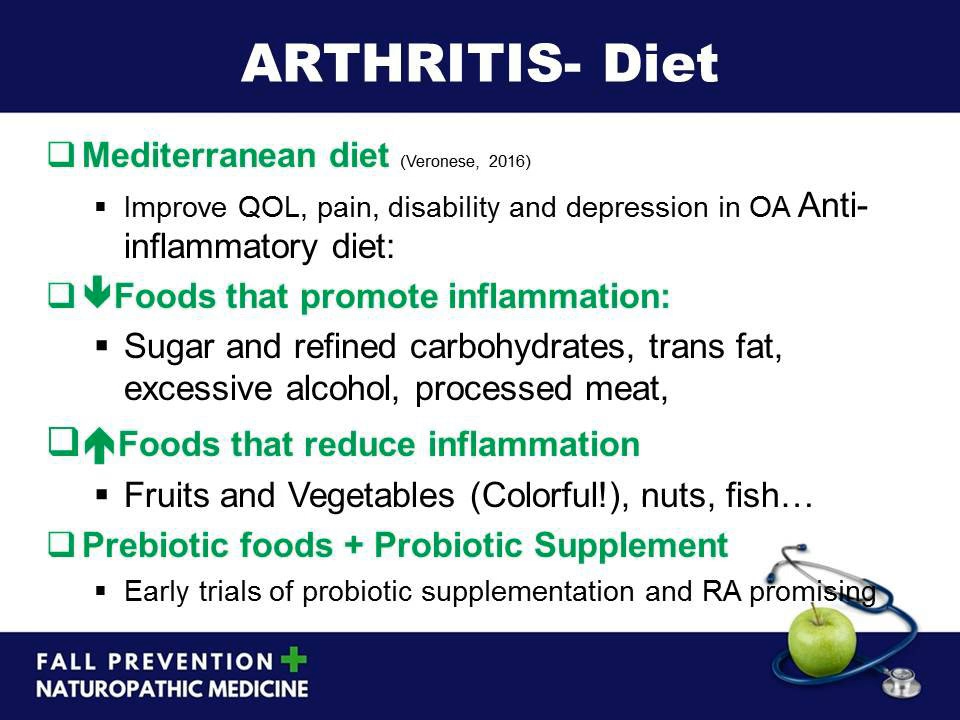 ARTHRITIS- Diet
Mediterranean diet (Veronese, 2016)
Improve QOL, pain, disability and depression in OA Anti-
inflammatory diet:
Foods that promote inflammation:
Sugar and refined carbohydrates, trans fat,
excessive alcohol, processed meat,
Foods that reduce inflammation
Fruits and Vegetables (Colorful!), nuts, fish…
Prebiotic foods + Probiotic Supplement
Early trials of probiotic supplementation and RA promising
FALL PREVENTION
NATUROPATHIC MEDICINE